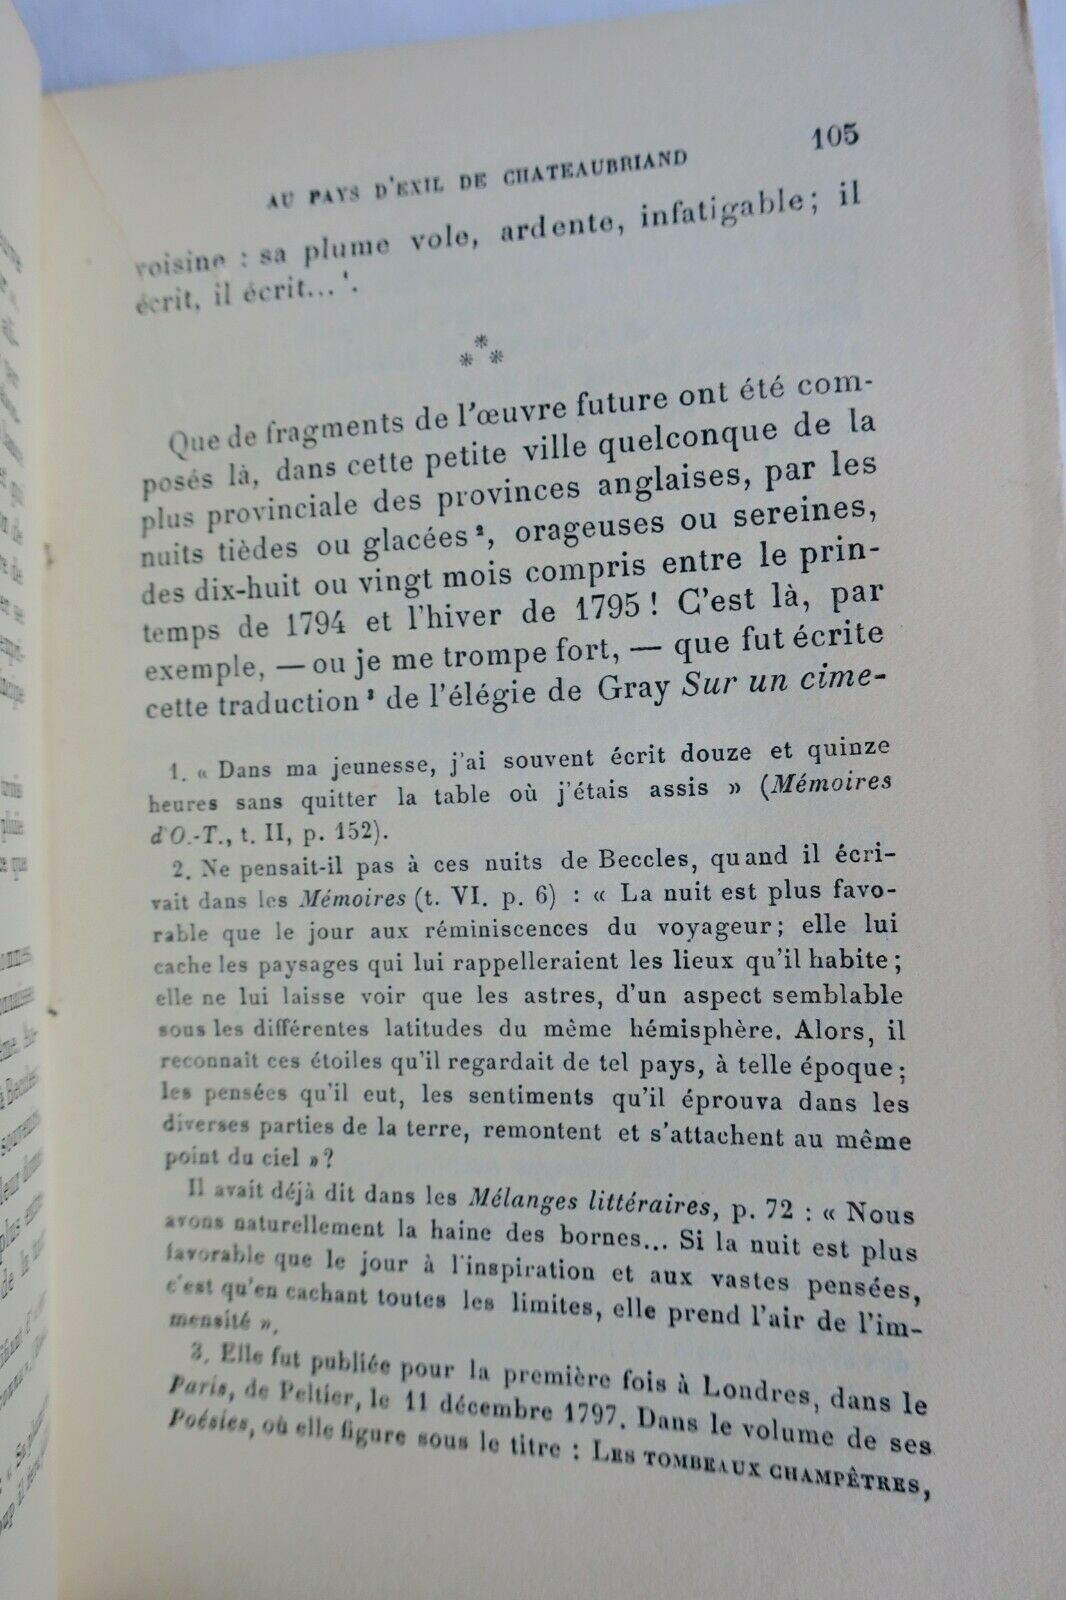 105
AU PAYS D'EXIL DE CHATEAUBRIAND
voisine : sa plume vole, ardente, infatigable ; il
écrit, il écrit... ¹.
* * *
Que de fragments de l'œuvre future ont été com-
posés là, dans cette petite ville quelconque de la
plus provinciale des provinces anglaises, par les
nuits tièdes ou glacées², orageuses ou sereines,
des dix-huit ou vingt mois compris entre le prin-
temps de 1794 et l'hiver de 1795 ! C'est là, par
exemple, — ou je me trompe fort, — que fut écrite
cette traduction³ de l'élégie de Gray Sur un cime-
1. « Dans ma jeunesse, j'ai souvent écrit douze et quinze
heures sans quitter la table où j'étais assis » (Mémoires
d'O.-T., t. II, p. 152).
2. Ne pensait-il pas à ces nuits de Beccles, quand il écri-
vait dans les Mémoires (t. VI. p. 6) : « La nuit est plus favo-
rable que le jour aux réminiscences du voyageur ; elle lui
cache les paysages qui lui rappelleraient les lieux qu'il habite ;
elle ne lui laisse voir que les astres, d'un aspect semblable
sous les différentes latitudes du même hémisphère. Alors, il
reconnaît ces étoiles qu'il regardait de tel pays, à telle époque ;
les pensées qu'il eut, les sentiments qu'il éprouva dans les
diverses parties de la terre, remontent et s'attachent au même
point du ciel » ?
Il avait déjà dit dans les Mélanges littéraires, p. 72 : « Nous
avons naturellement la haine des bornes... Si la nuit est plus
favorable que le jour à l'inspiration et aux vastes pensées,
c'est qu'en cachant toutes les limites, elle prend l'air de l'im-
mensité ».
3. Elle fut publiée pour la première fois à Londres, dans le
Paris, de Peltier, le 11 décembre 1797. Dans le volume de ses
Poésies, où elle figure sous le titre : LES TOMBEAUX CHAMPÊTRES,